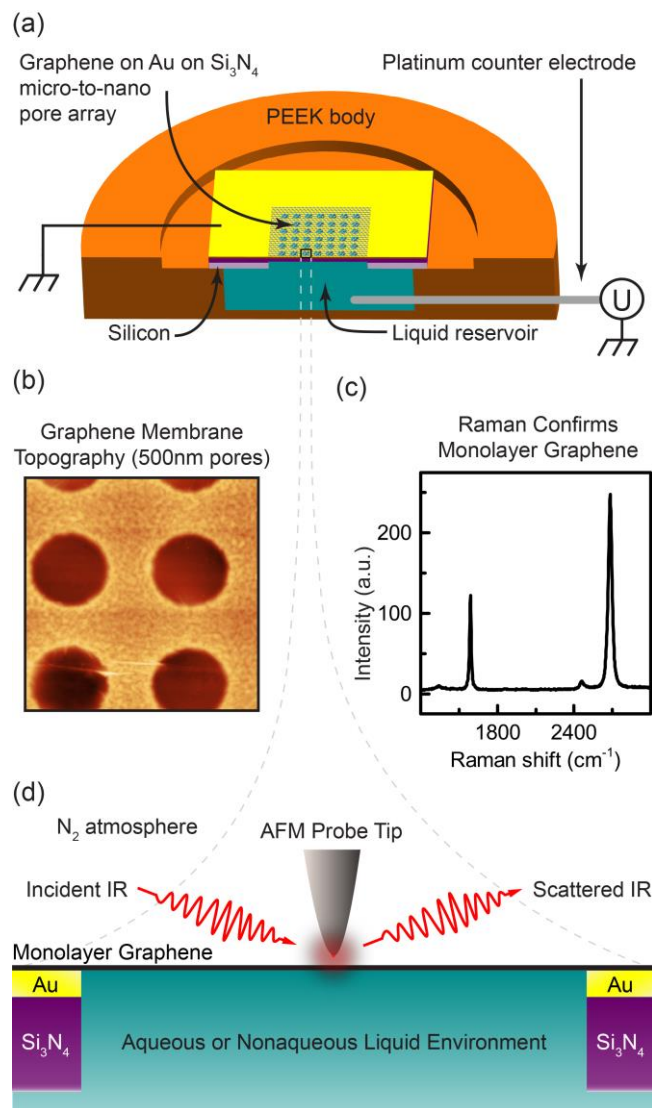 (a)
Graphene on Au on Si₃N₄
micro-to-nano
pore array
Platinum counter electrode
PEEK body
U
Silicon
Liquid reservoir
(b)
Graphene Membrane
Topography (500nm pores)
(c)
Raman Confirms
Monolayer Graphene
Intensity (a.u.)
200
100
0
1800
2400
Raman shift (cm⁻¹)
(d)
N₂ atmosphere
AFM Probe Tip
Incident IR
Scattered IR
Monolayer Graphene
Au
Au
Si₃N₄
Aqueous or Nonaqueous Liquid Environment
Si₃N₄